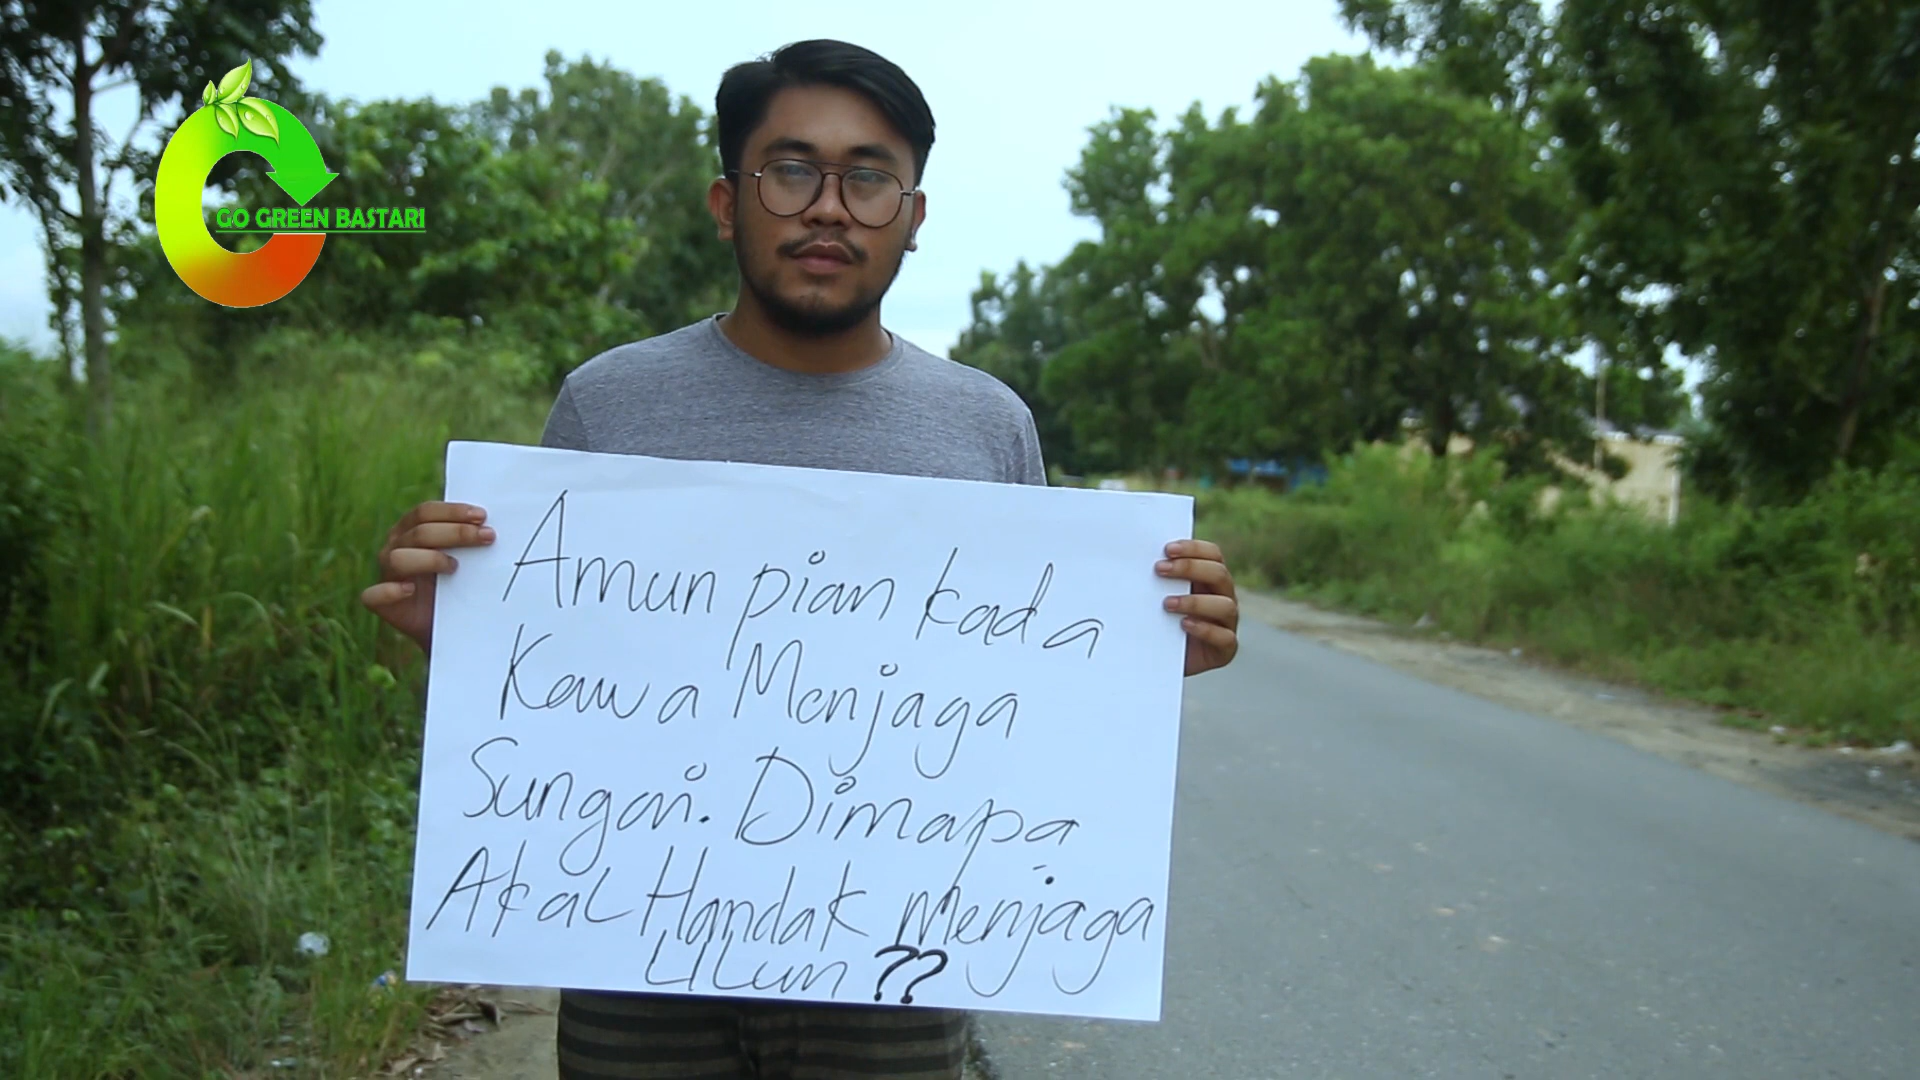 GO GREEN BASTARI
Amun pian kada
Kawa Menjaga
Sungai. Dimapa
Akal Handak Menjaga
Ulun ??